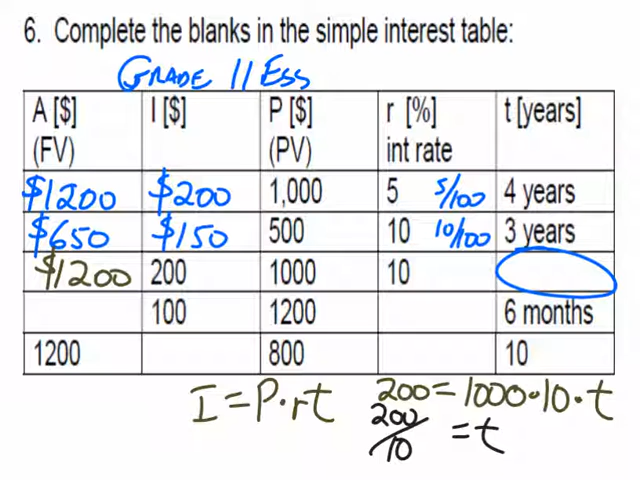 6. Complete the blanks in the simple interest table:
GRADE 11 ESS
A [$] (FV) I [$] P [$] (PV) r [%] int rate t [years]
$1200 $200 1,000 5 5/100 4 years
$650 $150 500 10 10/100 3 years
$1200 200 1000 10
100 1200 6 months
1200 800 10
I = P·rt 200 = 1000·10·t
200/10 = t